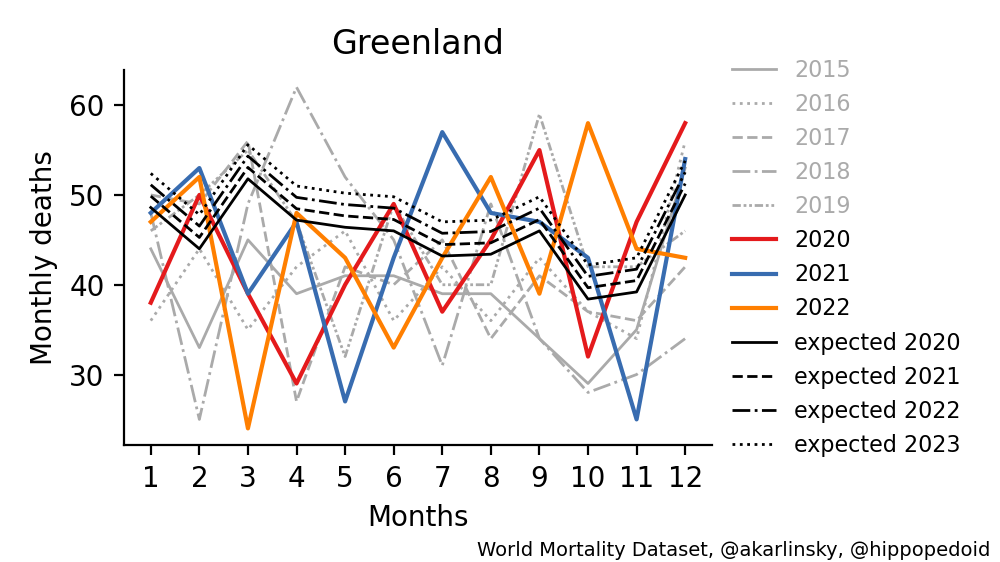 Greenland
Monthly deaths
60
50
40
30
1 2 3 4 5 6 7 8 9 10 11 12
Months
2015
2016
2017
2018
2019
2020
2021
2022
expected 2020
expected 2021
expected 2022
expected 2023
World Mortality Dataset, @akarlinsky, @hippopedoid